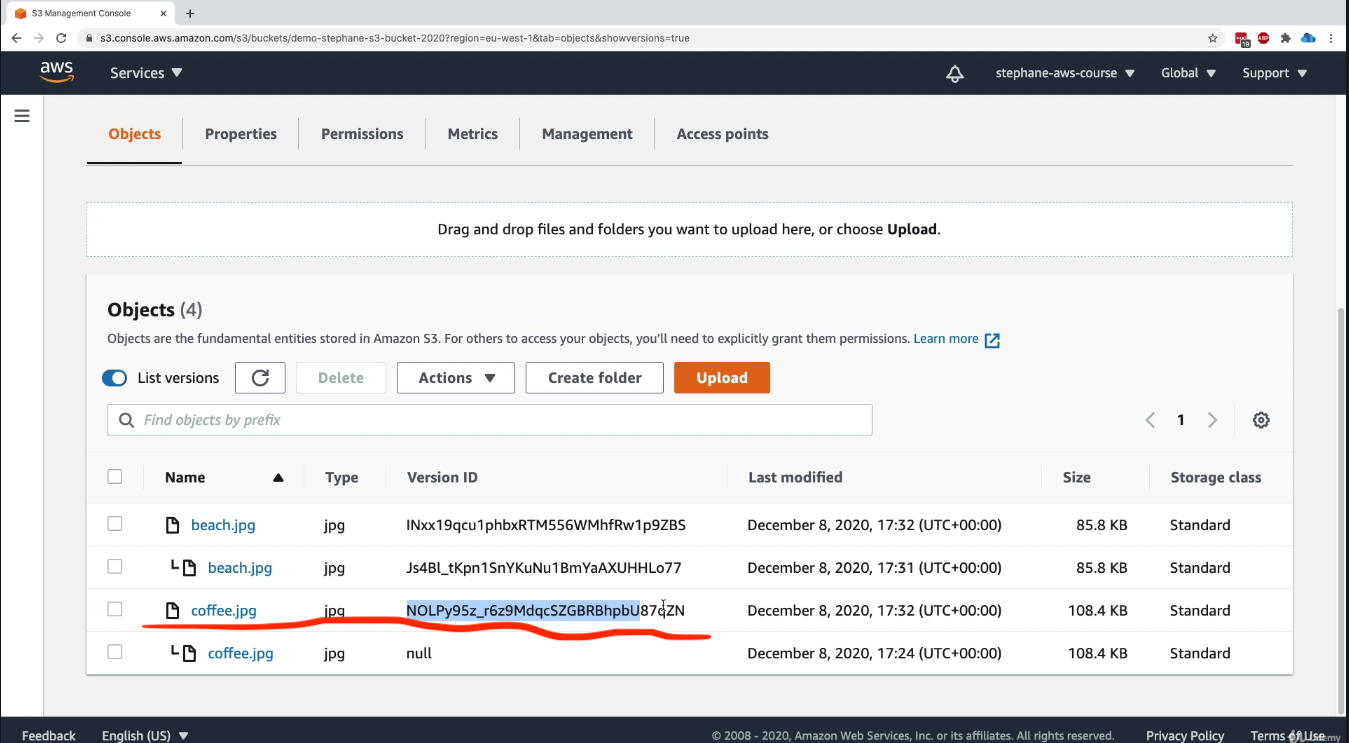 S3 Management Console
s3.console.aws.amazon.com/s3/buckets/demo-stephane-s3-bucket-2020?region=eu-west-1&tab=objects&showversions=true
aws Services stephane-aws-course Global Support
Objects Properties Permissions Metrics Management Access points
Drag and drop files and folders you want to upload here, or choose Upload.
Objects (4)
Objects are the fundamental entities stored in Amazon S3. For others to access your objects, you'll need to explicitly grant them permissions. Learn more
List versions Delete Actions Create folder Upload
Find objects by prefix 1
Name Type Version ID Last modified Size Storage class
beach.jpg jpg INxx19qcu1phbxRTM556WMhfRw1p9ZBS December 8, 2020, 17:32 (UTC+00:00) 85.8 KB Standard
beach.jpg jpg Js4Bl_tKpn1SnYKuNu1BmYaAXUHHLo77 December 8, 2020, 17:31 (UTC+00:00) 85.8 KB Standard
coffee.jpg jpg NOLPy95z_r6z9MdqcSZGBRBhpbU87qZN December 8, 2020, 17:32 (UTC+00:00) 108.4 KB Standard
coffee.jpg jpg null December 8, 2020, 17:24 (UTC+00:00) 108.4 KB Standard
Feedback English (US) © 2008 - 2020, Amazon Web Services, Inc. or its affiliates. All rights reserved. Privacy Policy Terms of Use